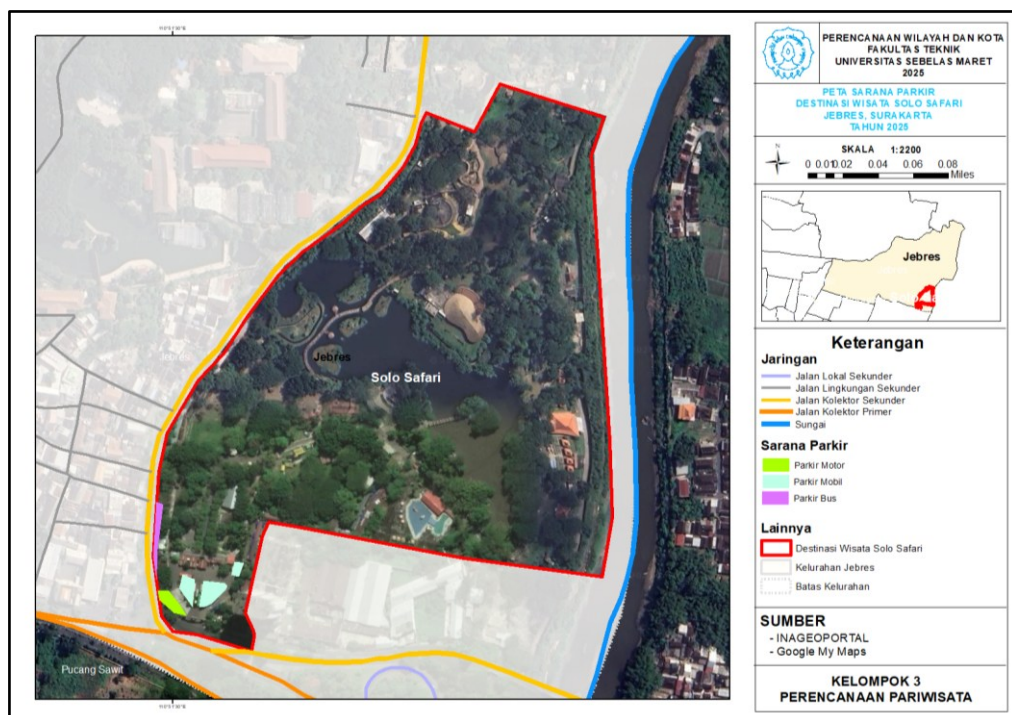 PERENCANAAN WILAYAH DAN KOTA
FAKULTAS TEKNIK
UNIVERSITAS SEBELAS MARET
2025
PETA SARANA PARKIR
DESTINASI WISATA SOLO SAFARI
JEBRES, SURAKARTA
TAHUN 2025
N
SKALA 1:2200
0 0.01 0.02 0.04 0.06 0.08
Miles
Jebres
Keterangan
Jaringan
Jalan Lokal Sekunder
Jalan Lingkungan Sekunder
Jalan Kolektor Sekunder
Jalan Kolektor Primer
Sungai
Sarana Parkir
Parkir Motor
Parkir Mobil
Parkir Bus
Lainnya
Destinasi Wisata Solo Safari
Kelurahan Jebres
Batas Kelurahan
SUMBER
- INAGEOPORTAL
- Google My Maps
KELOMPOK 3
PERENCANAAN PARIWISATA
Jebres
Jebres
Solo Safari
Pucang Sawit